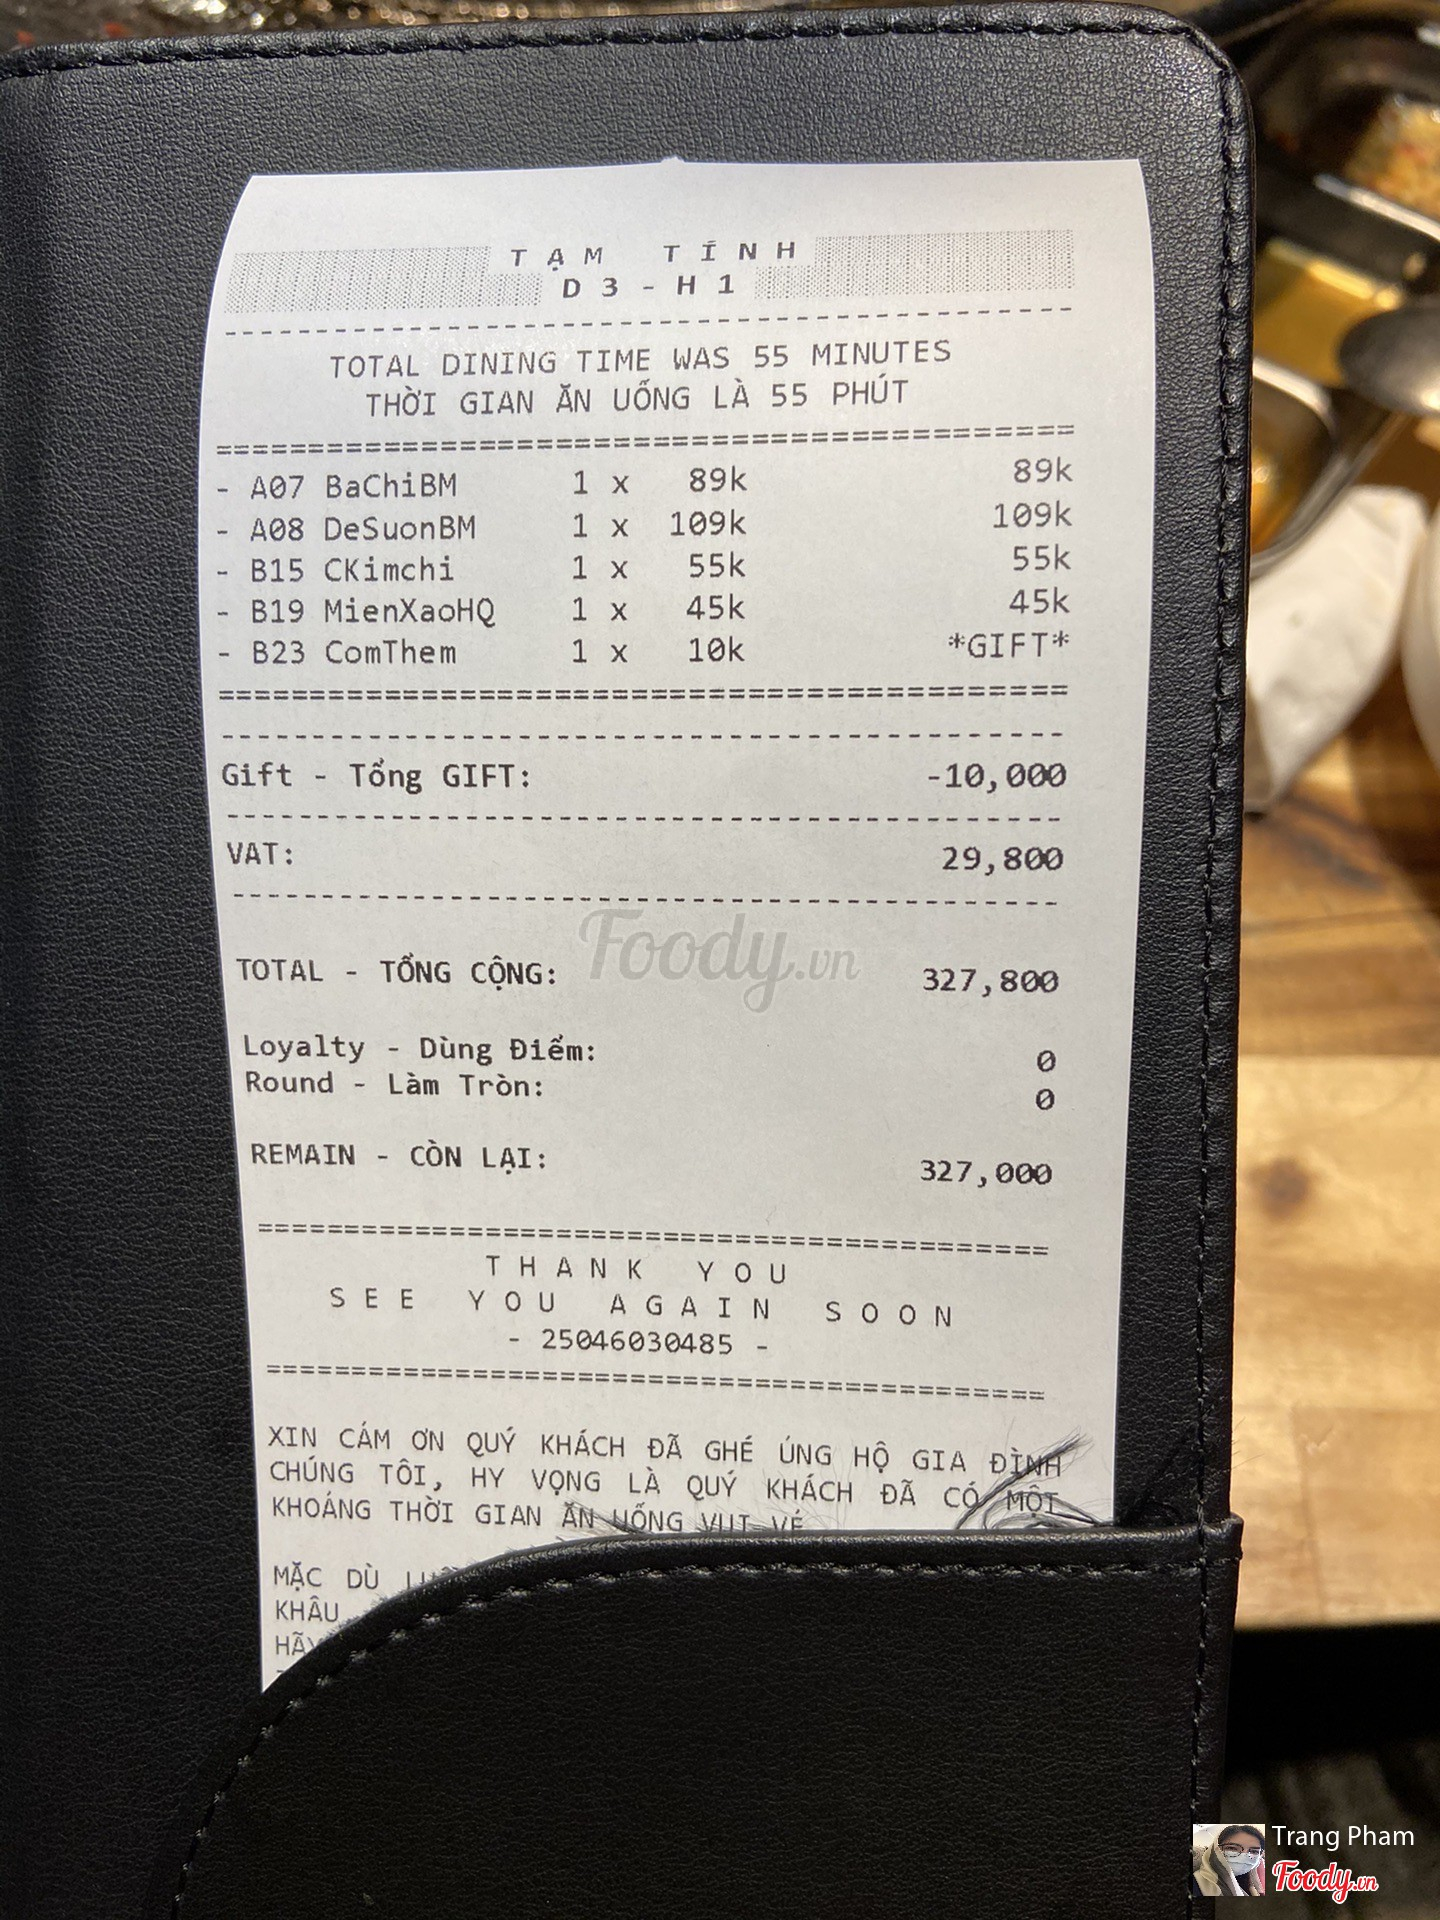 TẠM TÍNH
D3-H1
TOTAL DINING TIME WAS 55 MINUTES
THỜI GIAN ĂN UỐNG LÀ 55 PHÚT
- A07 BaChiBM 1 x 89k 89k
- A08 DeSuonBM 1 x 109k 109k
- B15 CKimchi 1 x 55k 55k
- B19 MienXaoHQ 1 x 45k 45k
- B23 ComThem 1 x 10k *GIFT*
Gift - Tổng GIFT: -10,000
VAT: 29,800
Foody.vn
TOTAL - TỔNG CỘNG: 327,800
Loyalty - Dùng Điểm: 0
Round - Làm Tròn: 0
REMAIN - CÒN LẠI: 327,000
THANK YOU
SEE YOU AGAIN SOON
- 25046030485 -
XIN CÁM ƠN QUÝ KHÁCH ĐÃ GHÉ ÚNG HỘ GIA ĐÌNH
CHÚNG TÔI, HY VỌNG LÀ QUÝ KHÁCH ĐÃ CÓ MỘT
KHOÁNG THỜI GIAN ĂN UỐNG VUI VẺ
MẶC DÙ
KHÂU
Trang Pham
Foody.vn